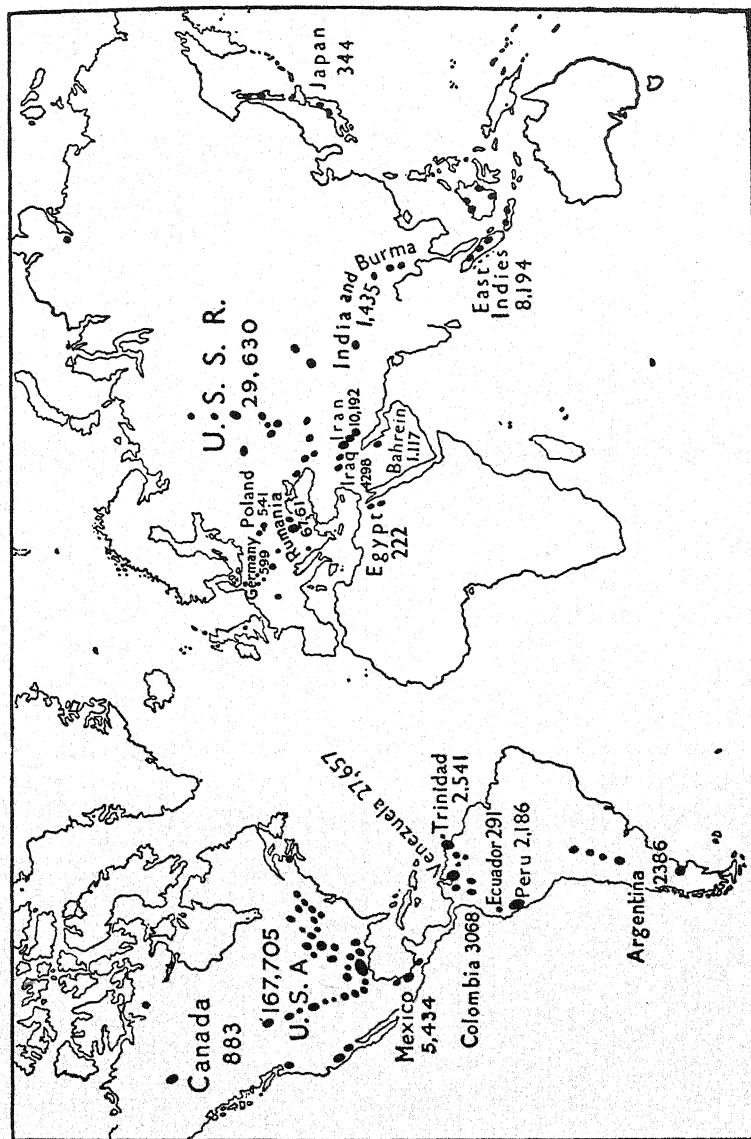 Canada
883
167,705
U. S. A
Mexico
5,434
Colombia 3068
Venezuela 27,657
Trinidad
2.541
Ecuador 291
Peru 2,186
Argentina
2386
U. S. S. R.
29,630
Germany
599
Poland
541
Rumania
Egypt
222
Iraq
4298
Iran
10,192
Bahrein
1.117
India and Burma
1,435
East
Indies
8,194
Japan
344